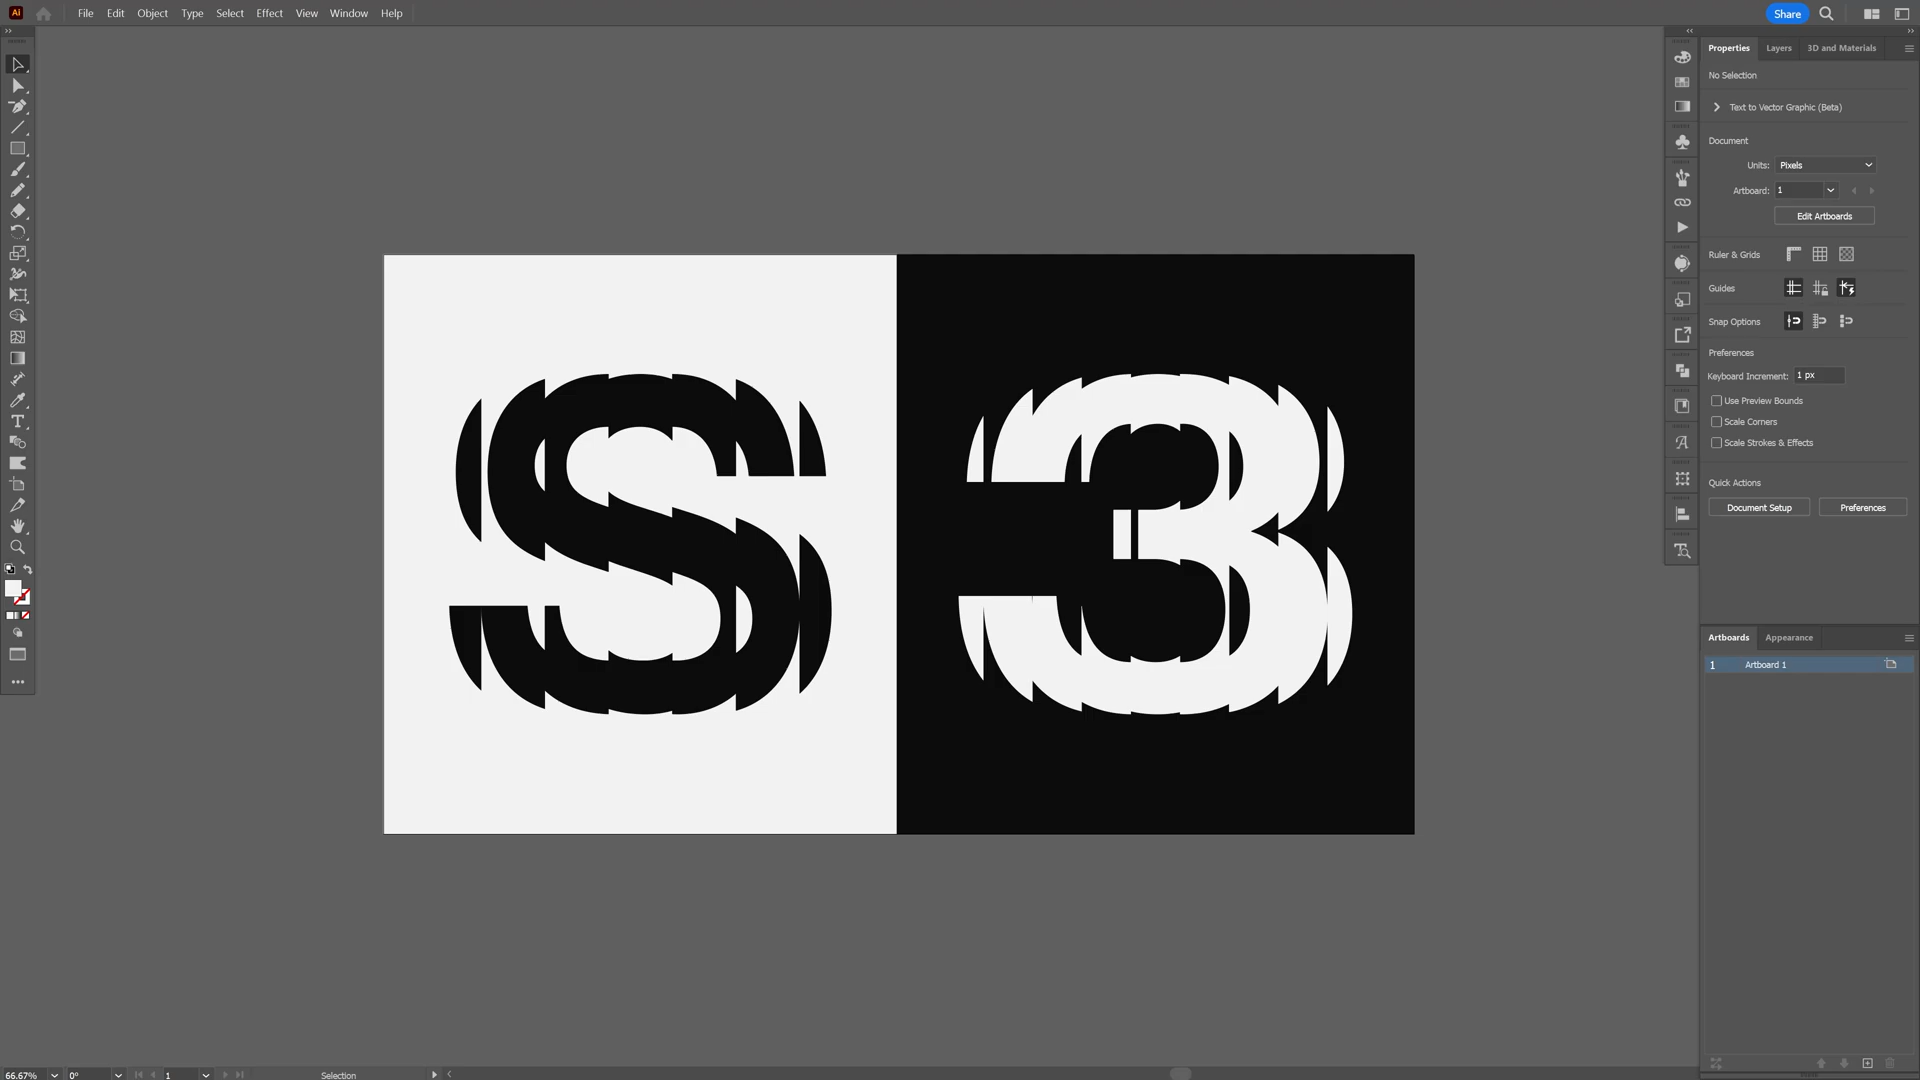 Ai File Edit Object Type Select Effect View Window Help Share
Properties Layers 3D and Materials
No Selection
Text to Vector Graphic (Beta)
Document
Units: Pixels
Artboard: 1
Edit Artboards
Ruler & Grids
Guides
Snap Options
Preferences
Keyboard Increment: 1 px
Use Preview Bounds
Scale Corners
Scale Strokes & Effects
Quick Actions
Document Setup Preferences
S 3
Artboards Appearance
1 Artboard 1
66.67% 0° 1 Selection